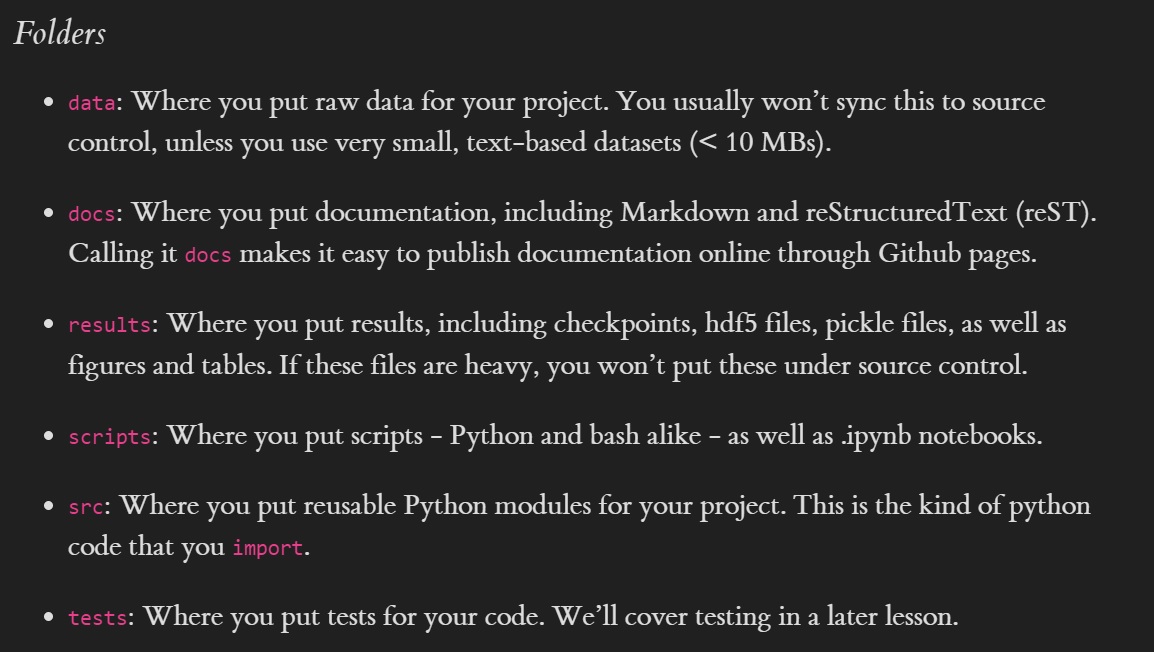 Folders
• data: Where you put raw data for your project. You usually won’t sync this to source
control, unless you use very small, text-based datasets (< 10 MBs).
• docs: Where you put documentation, including Markdown and reStructuredText (reST).
Calling it docs makes it easy to publish documentation online through Github pages.
• results: Where you put results, including checkpoints, hdf5 files, pickle files, as well as
figures and tables. If these files are heavy, you won’t put these under source control.
• scripts: Where you put scripts - Python and bash alike - as well as .ipynb notebooks.
• src: Where you put reusable Python modules for your project. This is the kind of python
code that you import.
• tests: Where you put tests for your code. We’ll cover testing in a later lesson.